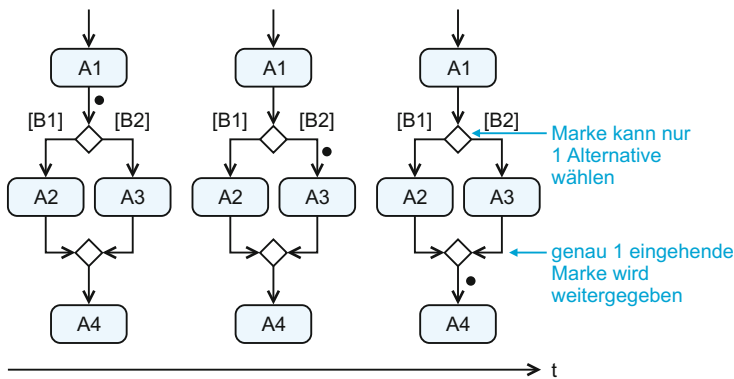 A1 A1 A1
[B1] [B2] [B1] [B2] [B1] [B2]
Marke kann nur
1 Alternative
wählen
A2 A3 A2 A3 A2 A3
genau 1 eingehende
Marke wird
weitergegeben
A4 A4 A4
t